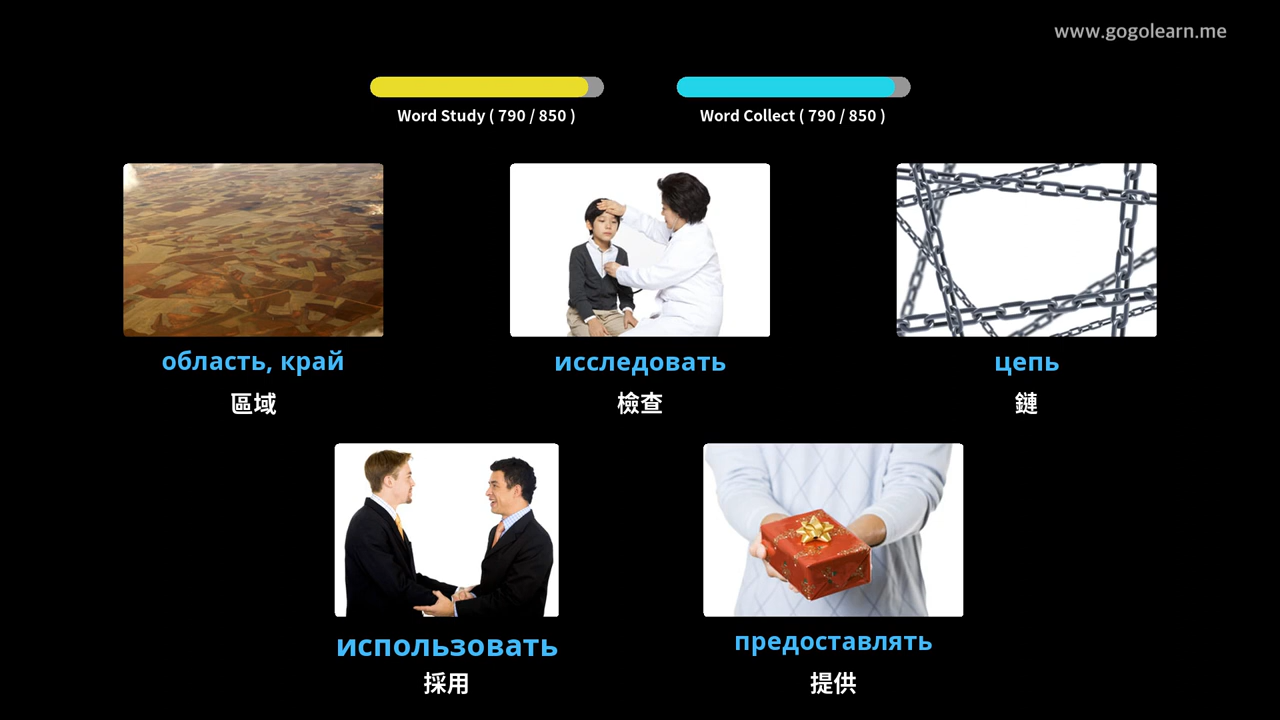 www.gogolearn.me
Word Study ( 790 / 850 )
Word Collect ( 790 / 850 )
область, край
區域
исследовать
檢查
цепь
鏈
использовать
採用
предоставлять
提供